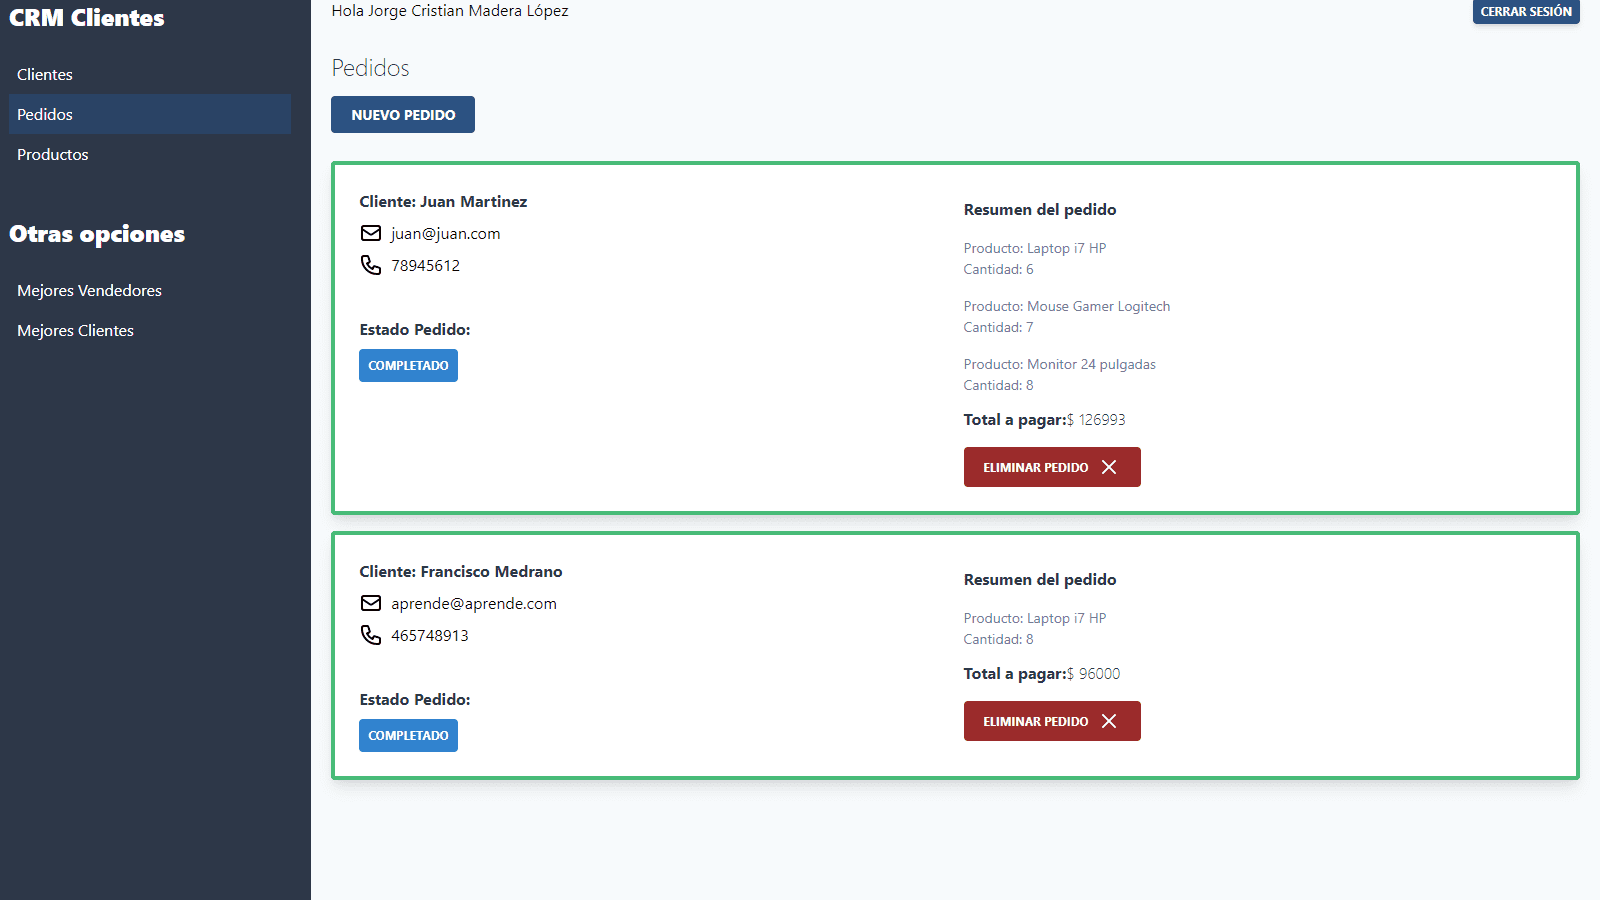 CRM Clientes
Clientes
Pedidos
Productos
Otras opciones
Mejores Vendedores
Mejores Clientes
Hola Jorge Cristian Madera López
CERRAR SESIÓN
Pedidos
NUEVO PEDIDO
Cliente: Juan Martinez
juan@juan.com
78945612
Estado Pedido:
COMPLETADO
Resumen del pedido
Producto: Laptop i7 HP
Cantidad: 6
Producto: Mouse Gamer Logitech
Cantidad: 7
Producto: Monitor 24 pulgadas
Cantidad: 8
Total a pagar:$ 126993
ELIMINAR PEDIDO
Cliente: Francisco Medrano
aprende@aprende.com
465748913
Estado Pedido:
COMPLETADO
Resumen del pedido
Producto: Laptop i7 HP
Cantidad: 8
Total a pagar:$ 96000
ELIMINAR PEDIDO